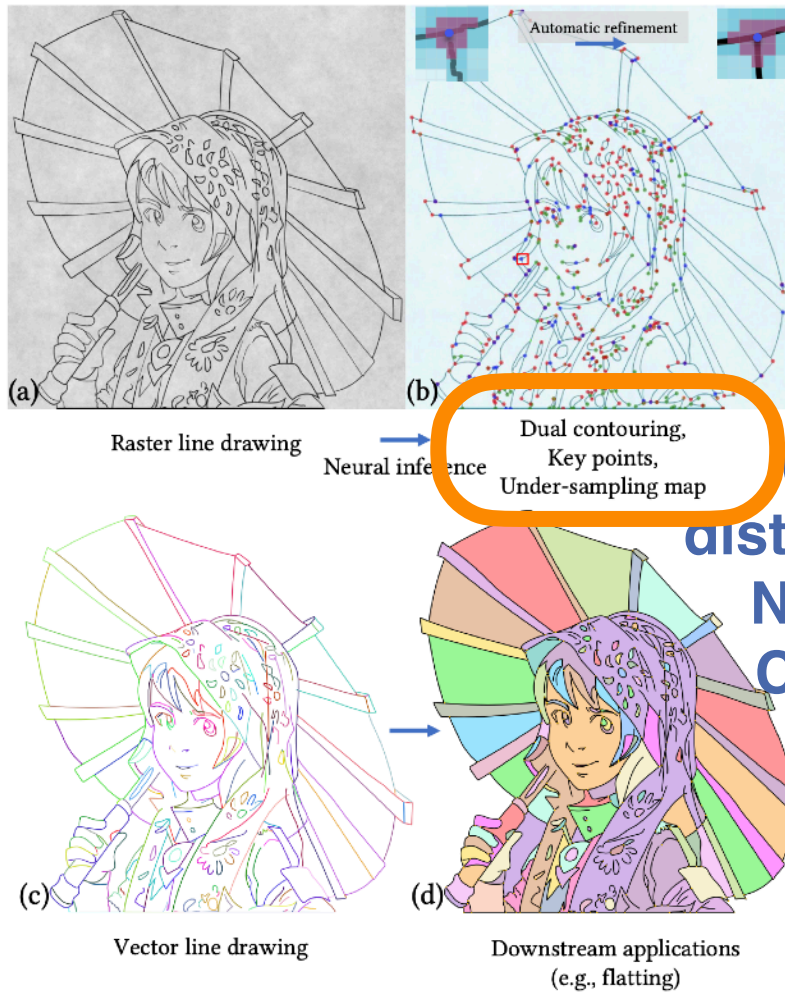 Automatic refinement
(a)
(b)
Raster line drawing
Neural inference
Dual contouring,
Key points,
Under-sampling map
(c)
(d)
Vector line drawing
Downstream applications
(e.g., flatting)